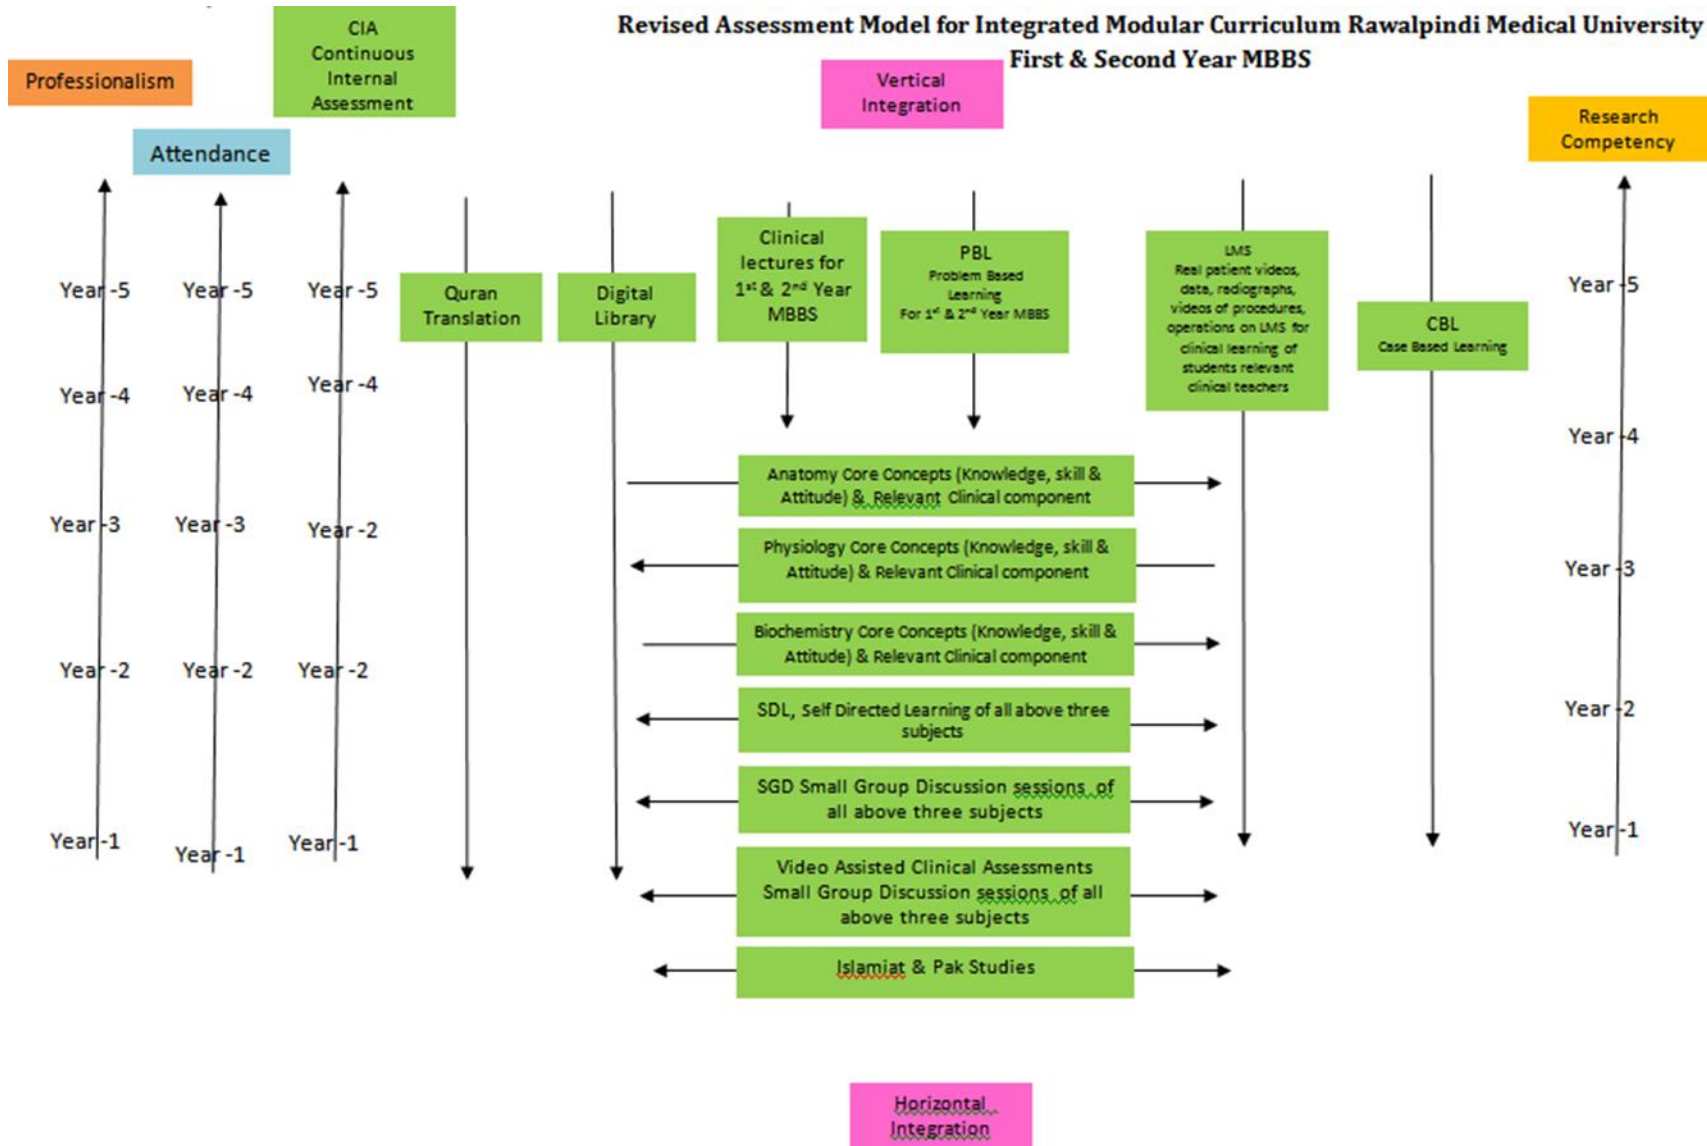 Revised Assessment Model for Integrated Modular Curriculum Rawalpindi Medical University
First & Second Year MBBS
Professionalism
Attendance
CIA
Continuous
Internal
Assessment
Vertical
Integration
Research
Competency
Year -5
Year -4
Year -3
Year -2
Year -1
Year -5
Year -4
Year -3
Year -2
Year -1
Year -5
Year -4
Year -2
Year -2
Year -1
Quran
Translation
Digital
Library
Clinical
lectures for
1st & 2nd Year
MBBS
PBL
Problem Based
Learning
For 1st & 2nd Year MBBS
LMS
Real patient videos,
data, radiographs,
videos of procedures,
operations on LMS for
clinical learning of
students relevant
clinical teachers
CBL
Case Based Learning
Year -5
Year -4
Year -3
Year -2
Year -1
Anatomy Core Concepts (Knowledge, skill &
Attitude) & Relevant Clinical component
Physiology Core Concepts (Knowledge, skill &
Attitude) & Relevant Clinical component
Biochemistry Core Concepts (Knowledge, skill &
Attitude) & Relevant Clinical component
SDL, Self Directed Learning of all above three
subjects
SGD Small Group Discussion sessions of
all above three subjects
Video Assisted Clinical Assessments
Small Group Discussion sessions of all
above three subjects
Islamiat & Pak Studies
Horizontal
Integration